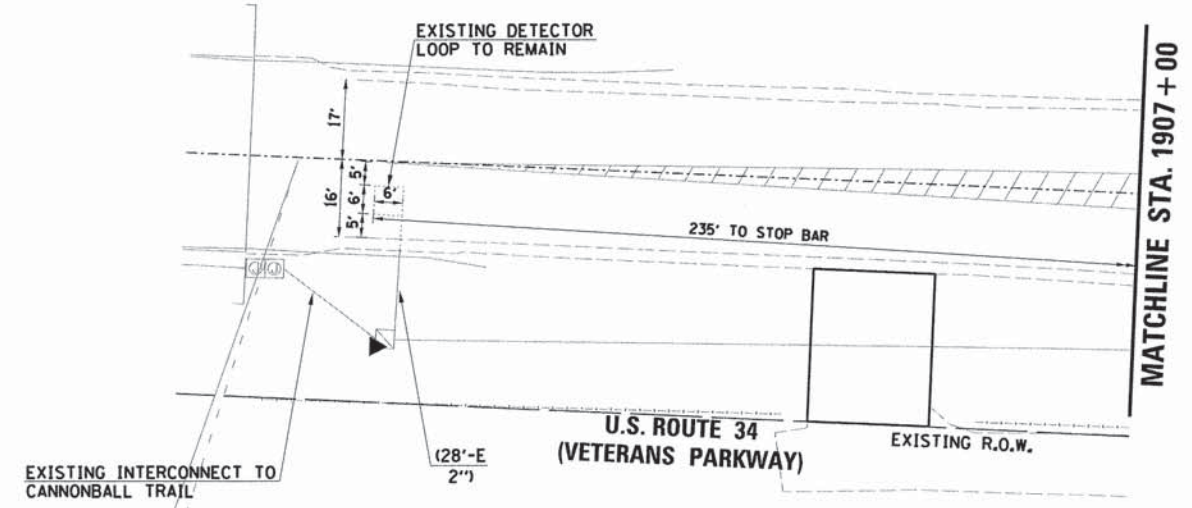 EXISTING DETECTOR
LOOP TO REMAIN
MATCHLINE STA. 1907+00
17'
16'
5'
6'
5'
6'
235' TO STOP BAR
U.S. ROUTE 34
(VETERANS PARKWAY)
EXISTING R.O.W.
(28'-E
2")
EXISTING INTERCONNECT TO
CANNONBALL TRAIL